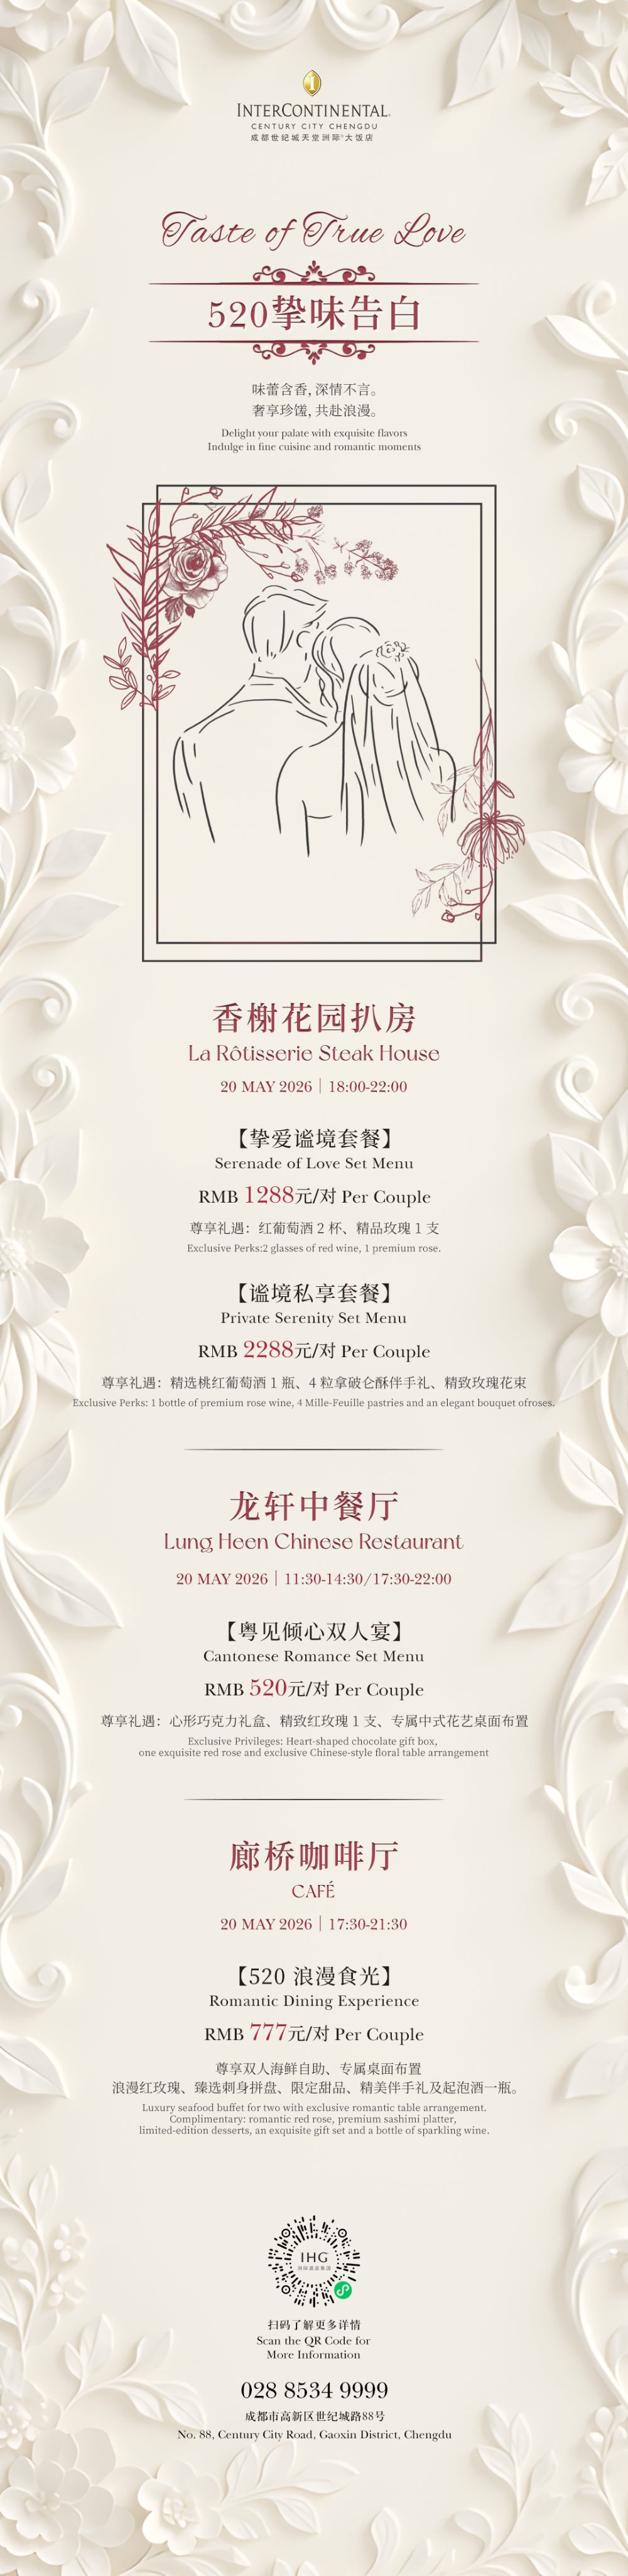 INTERCONTINENTAL
CENTURY CITY CHENGDU
成都世纪城天堂洲际大饭店
Taste of True Love
520挚味告白
味蕾含香, 深情不言。
奢享珍馐, 共赴浪漫。
Delight your palate with exquisite flavors
Indulge in fine cuisine and romantic moments
香榭花园扒房
La Rôtisserie Steak House
20 MAY 2026 | 18:00-22:00
【挚爱谧境套餐】
Serenade of Love Set Menu
RMB 1288元/对 Per Couple
尊享礼遇：红葡萄酒 2 杯、精品玫瑰 1 支
Exclusive Perks:2 glasses of red wine, 1 premium rose.
【谧境私享套餐】
Private Serenity Set Menu
RMB 2288元/对 Per Couple
尊享礼遇：精选桃红葡萄酒 1 瓶、4 粒拿破仑酥伴手礼、精致玫瑰花束
Exclusive Perks: 1 bottle of premium rose wine, 4 Mille-Feuille pastries and an elegant bouquet ofroses.
龙轩中餐厅
Lung Heen Chinese Restaurant
20 MAY 2026 | 11:30-14:30/17:30-22:00
【粤见倾心双人宴】
Cantonese Romance Set Menu
RMB 520元/对 Per Couple
尊享礼遇：心形巧克力礼盒、精致红玫瑰 1 支、专属中式花艺桌面布置
Exclusive Privileges: Heart-shaped chocolate gift box,
one exquisite red rose and exclusive Chinese-style floral table arrangement
廊桥咖啡厅
CAFÉ
20 MAY 2026 | 17:30-21:30
【520 浪漫食光】
Romantic Dining Experience
RMB 777元/对 Per Couple
尊享双人海鲜自助、专属桌面布置
浪漫红玫瑰、臻选刺身拼盘、限定甜品、精美伴手礼及起泡酒一瓶。
Luxury seafood buffet for two with exclusive romantic table arrangement.
Complimentary: romantic red rose, premium sashimi platter,
limited-edition desserts, an exquisite gift set and a bottle of sparkling wine.
IHG
洲际酒店集团
扫码了解更多详情
Scan the QR Code for
More Information
028 8534 9999
成都市高新区世纪城路88号
No. 88, Century City Road, Gaoxin District, Chengdu